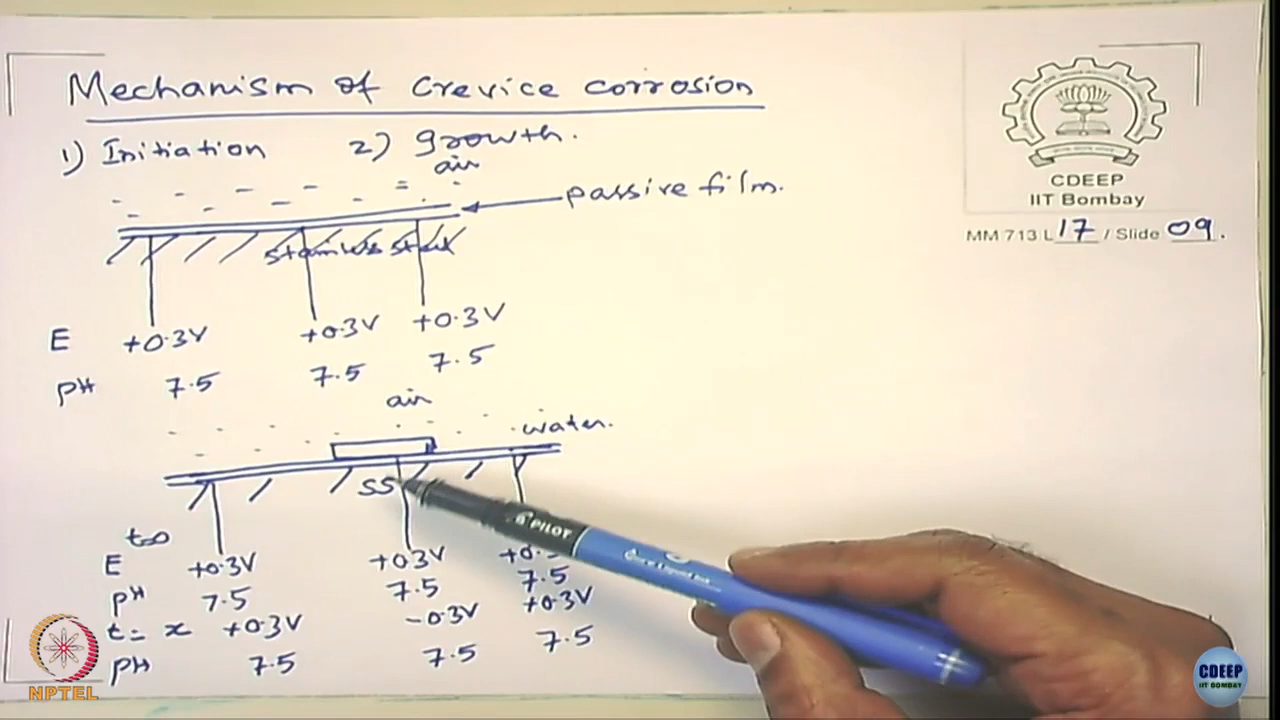 Mechanism of Crevice corrosion
1) Initiation 2) Growth.
air
passive film.
stainless steel
E +0.3V +0.3V +0.3V
PH 7.5 7.5 7.5
air
water.
SS
t=0
E +0.3V +0.3V
PH 7.5 7.5 7.5
t= x +0.3V -0.3V +0.3V
PH 7.5 7.5 7.5
CDEEP
IIT Bombay
MM 713 L 17 / Slide 09.
PILOT
NPTEL
CDEEP
IIT BOMBAY